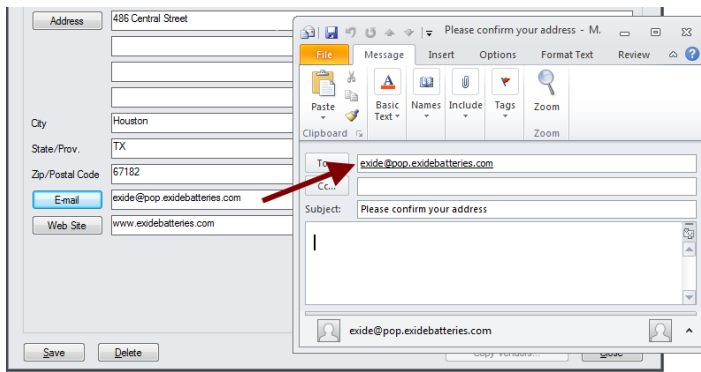 Address
486 Central Street
City
Houston
State/Prov.
TX
Zip/Postal Code
67182
E-mail
exide@pop.exidebatteries.com
Web Site
www.exidebatteries.com
Save
Delete
Please confirm your address - M.
File
Message
Insert
Options
Format Text
Review
Paste
Basic Text
Names
Include
Tags
Zoom
Clipboard
Zoom
To...
exide@pop.exidebatteries.com
Cc...
Subject:
Please confirm your address
exide@pop.exidebatteries.com
Copy Vendors...
Close